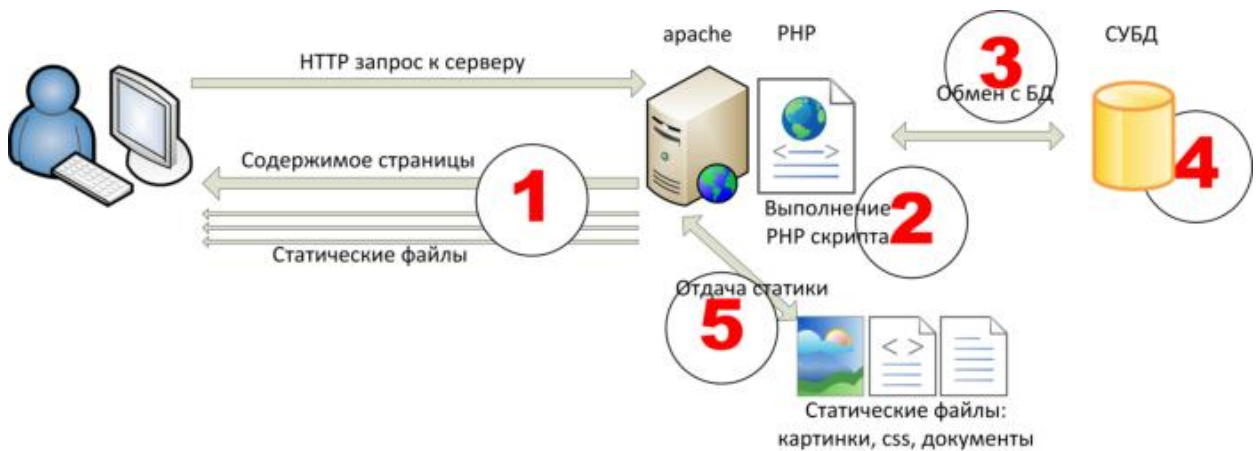 apache
PHP
3
СУБД
HTTP запрос к серверу
Обмен с БД
Содержимое страницы
1
4
Выполнение
PHP скрипта
2
Статические файлы
Отдача статики
5
Статические файлы:
картинки, css, документы